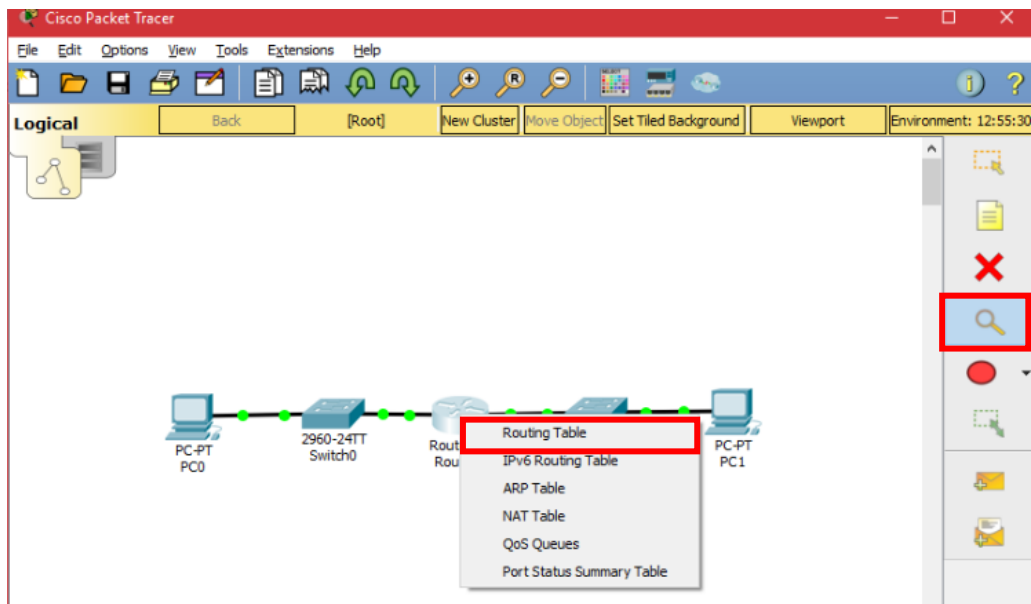 Cisco Packet Tracer
File Edit Options View Tools Extensions Help
Logical Back [Root] New Cluster Move Object Set Tiled Background Viewport Environment: 12:55:30
PC-PT
PC0
2960-24TT
Switch0
Rout
Rou
PC-PT
PC1
Routing Table
IPv6 Routing Table
ARP Table
NAT Table
QoS Queues
Port Status Summary Table